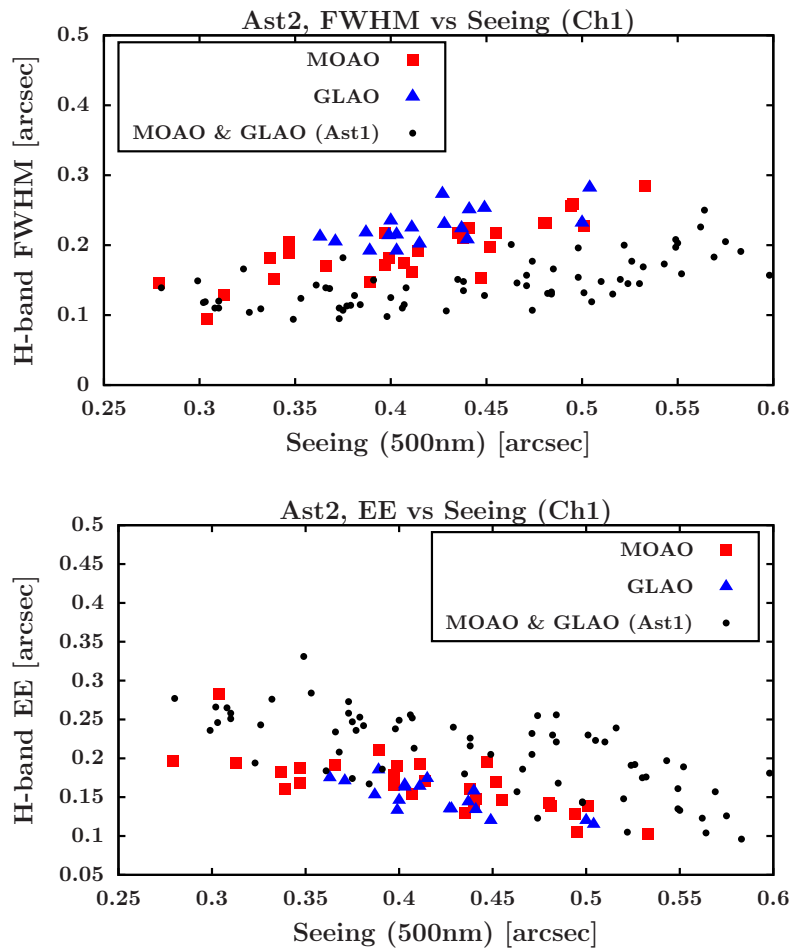 Ast2, FWHM vs Seeing (Ch1)
H-band FWHM [arcsec]
0.5
0.4
0.3
0.2
0.1
0
MOAO
GLAO
MOAO & GLAO (Ast1)
0.25 0.3 0.35 0.4 0.45 0.5 0.55 0.6
Seeing (500nm) [arcsec]
Ast2, EE vs Seeing (Ch1)
H-band EE [arcsec]
0.5
0.45
0.4
0.35
0.3
0.25
0.2
0.15
0.1
0.05
MOAO
GLAO
MOAO & GLAO (Ast1)
0.25 0.3 0.35 0.4 0.45 0.5 0.55 0.6
Seeing (500nm) [arcsec]